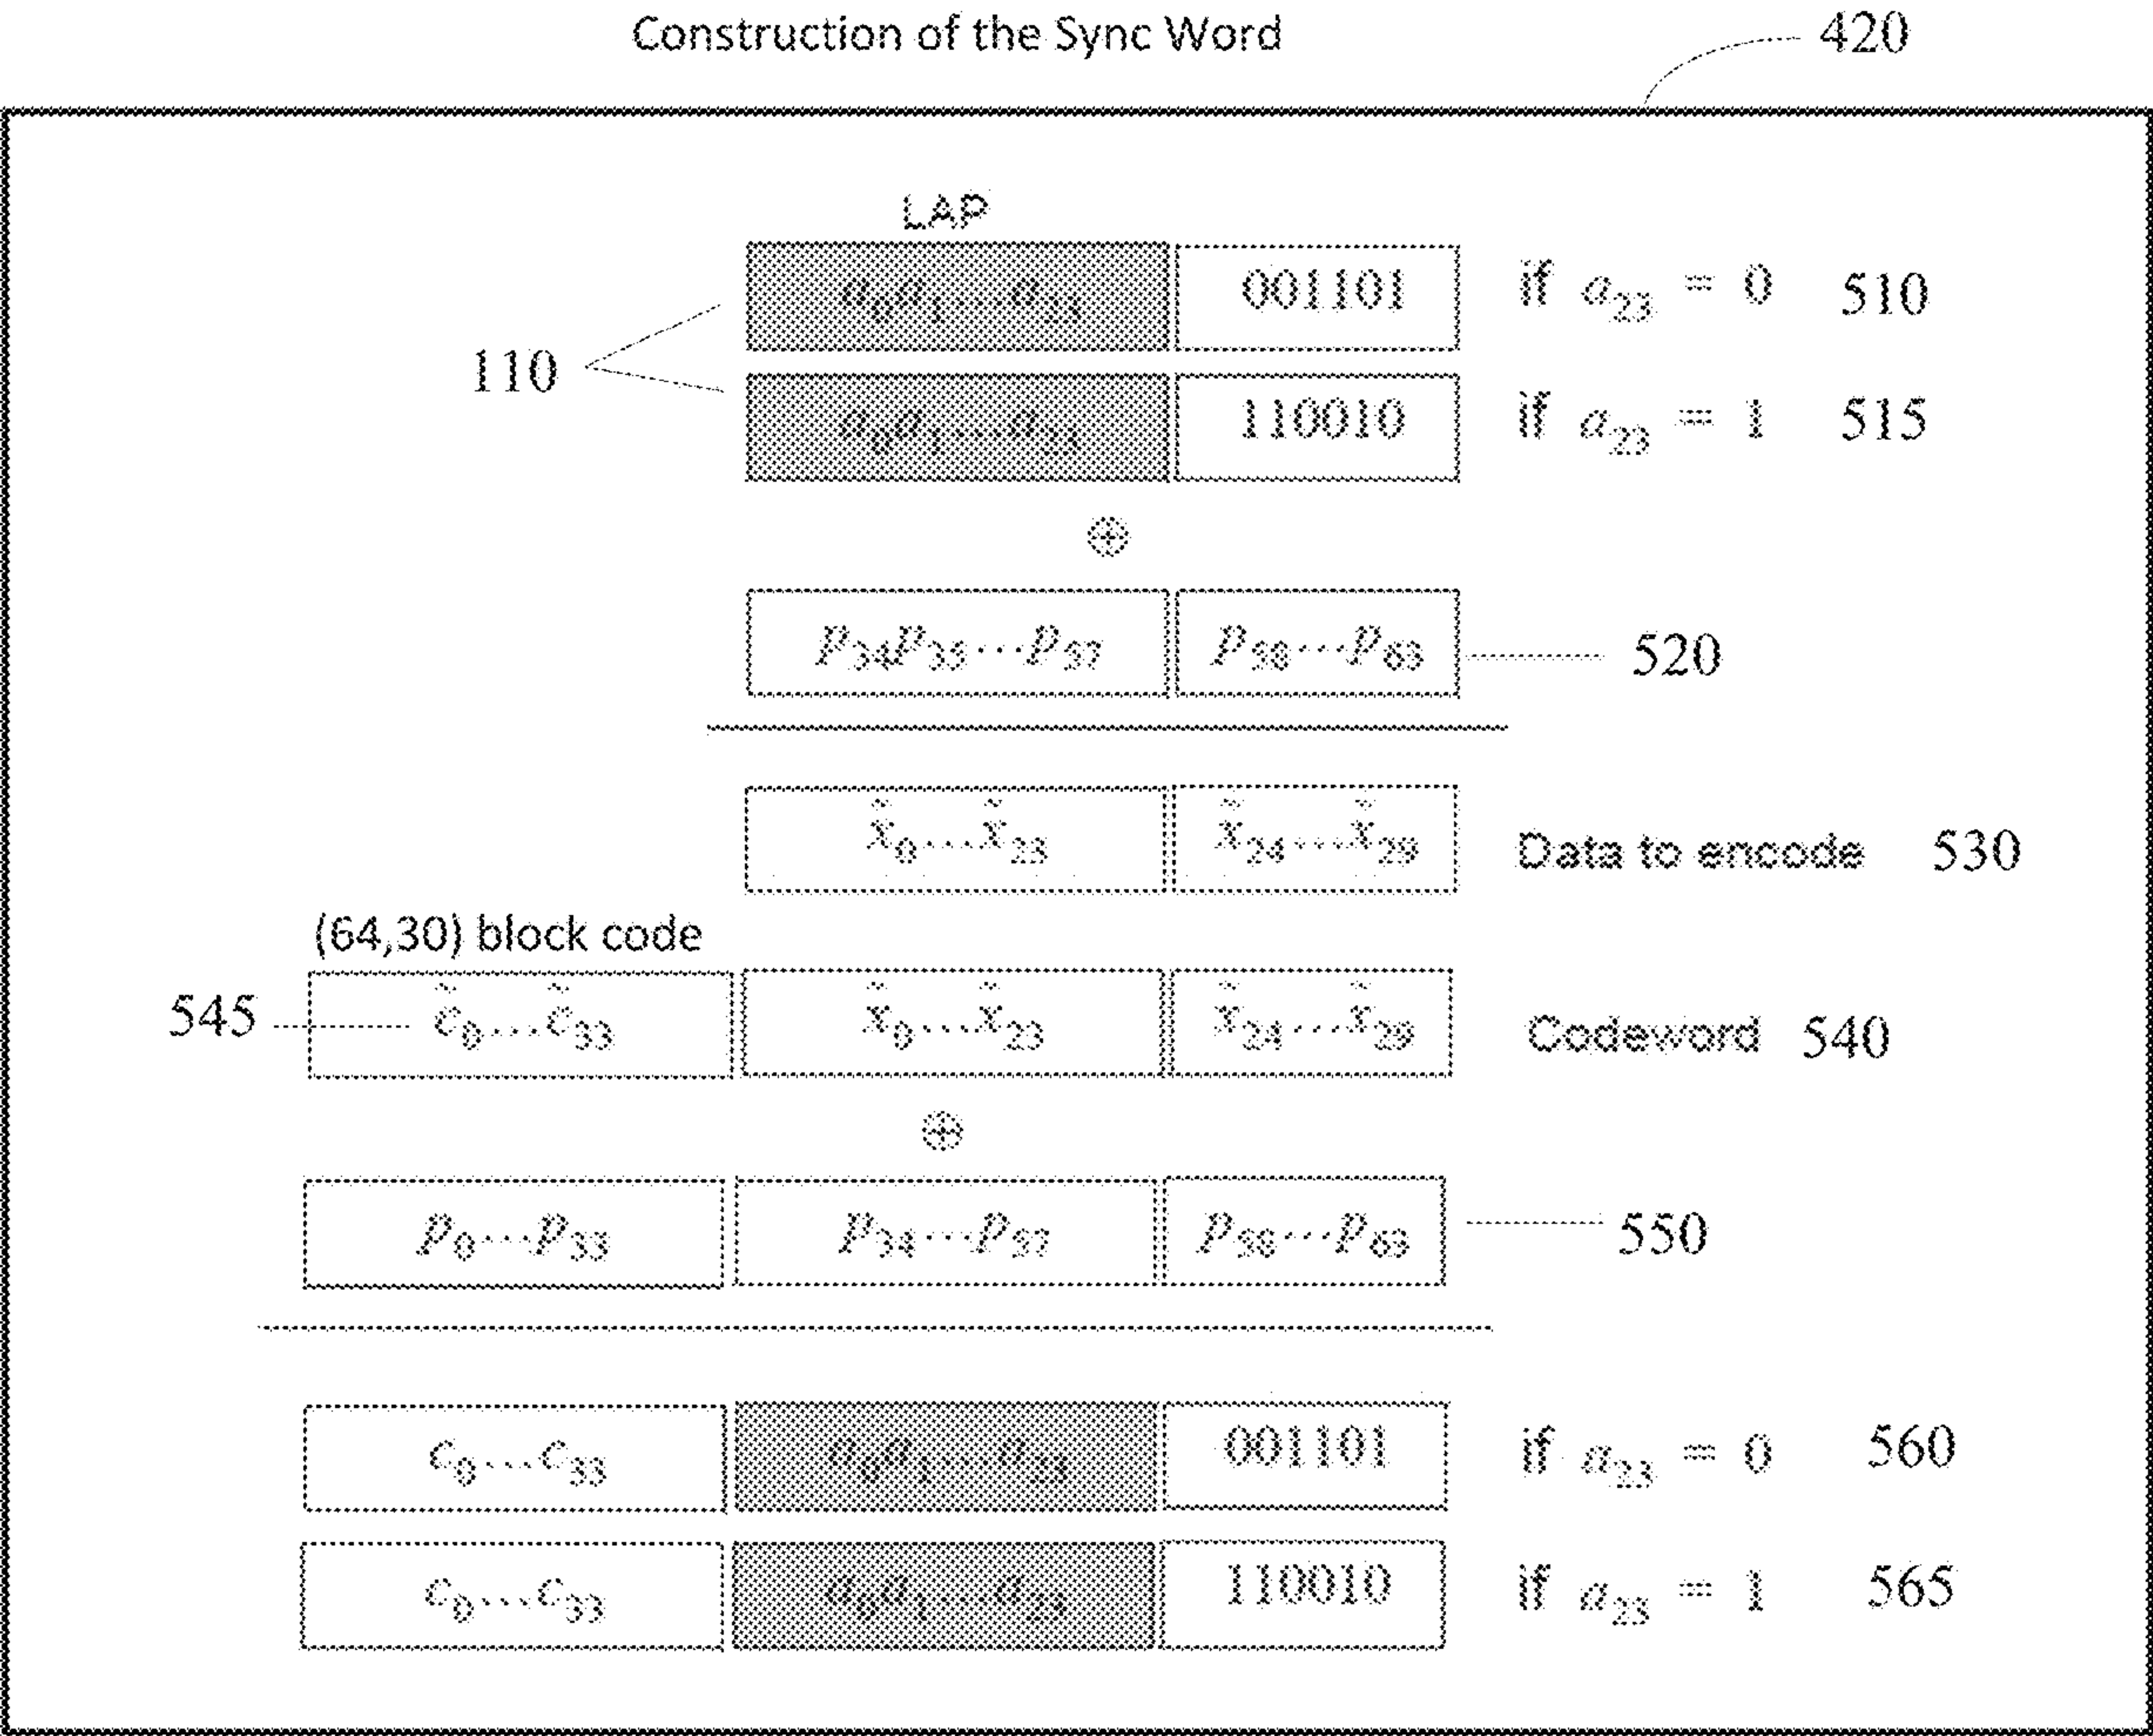 Construction of the Sync Word
420
LAP
a₀a₁…a₂₃ 001101 if a₂₃ = 0 510
110
a₀a₁…a₂₃ 110010 if a₂₃ = 1 515
⊕
p₃₄p₃₅…p₅₇ p₅₈…p₆₃ 520
x̃₀…x̃₂₃ x̃₂₄…x̃₂₉ Data to encode 530
(64,30) block code
545 c̃₀…c̃₃₃ x̃₀…x̃₂₃ x̃₂₄…x̃₂₉ Codeword 540
⊕
p₀…p₃₃ p₃₄…p₅₇ p₅₈…p₆₃ 550
c₀…c₃₃ a₀a₁…a₂₃ 001101 if a₂₃ = 0 560
c₀…c₃₃ a₀a₁…a₂₃ 110010 if a₂₃ = 1 565